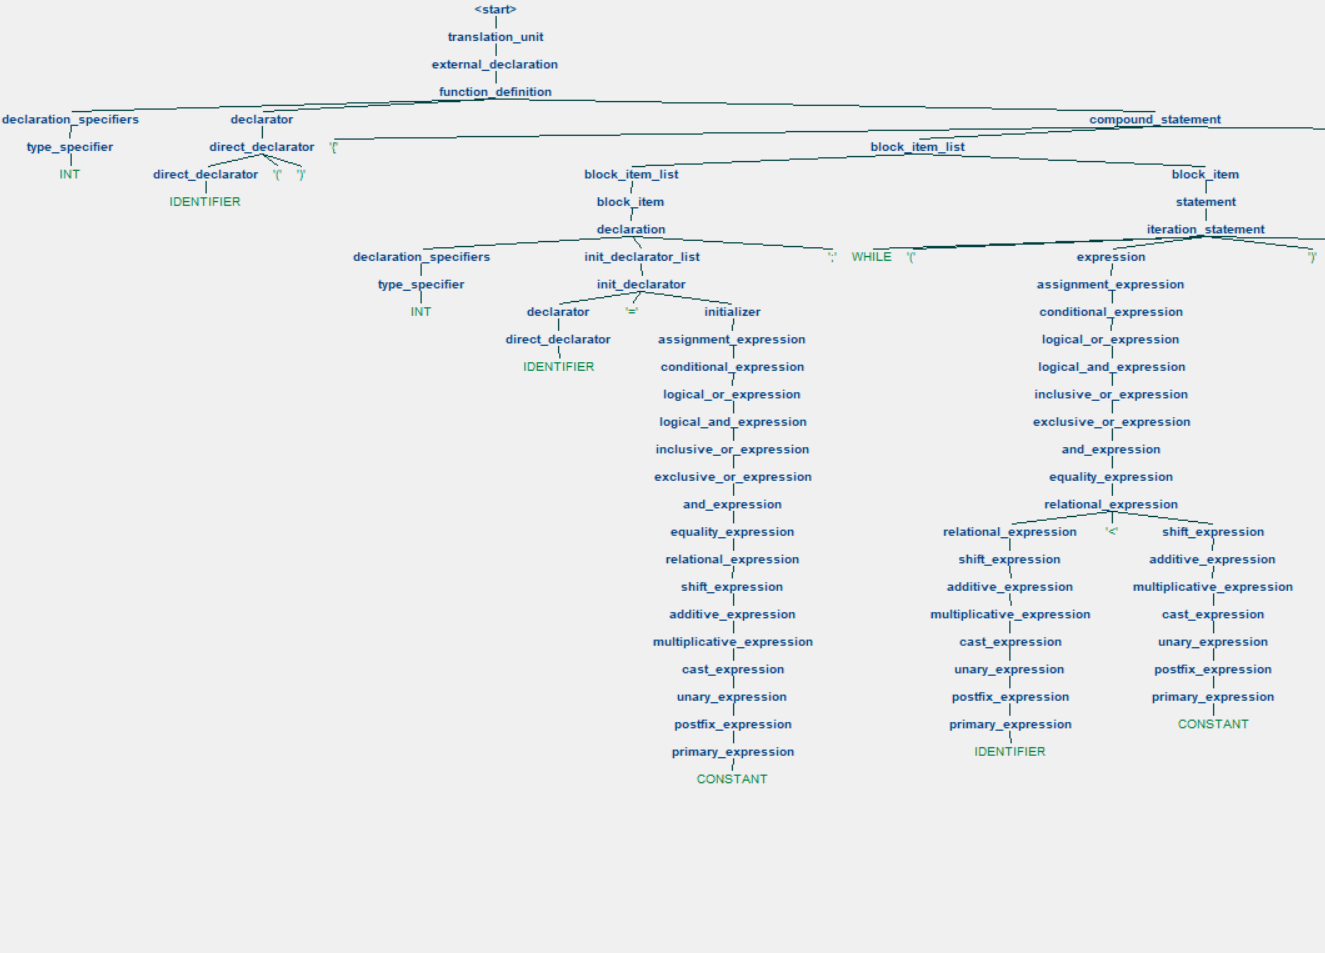 <start>
translation_unit
external_declaration
function_definition
declaration_specifiers declarator compound_statement
type_specifier direct_declarator '{' block_item_list
INT direct_declarator '(' ')' block_item_list block_item
IDENTIFIER block_item statement
declaration iteration_statement
declaration_specifiers init_declarator_list ';' WHILE '(' expression ')'
type_specifier init_declarator assignment_expression
INT declarator '=' initializer conditional_expression
direct_declarator assignment_expression logical_or_expression
IDENTIFIER conditional_expression logical_and_expression
logical_or_expression inclusive_or_expression
logical_and_expression exclusive_or_expression
inclusive_or_expression and_expression
exclusive_or_expression equality_expression
and_expression relational_expression
equality_expression relational_expression '<' shift_expression
relational_expression shift_expression additive_expression
shift_expression additive_expression multiplicative_expression
additive_expression multiplicative_expression cast_expression
multiplicative_expression cast_expression unary_expression
cast_expression unary_expression postfix_expression
unary_expression postfix_expression primary_expression
postfix_expression primary_expression CONSTANT
primary_expression IDENTIFIER
CONSTANT